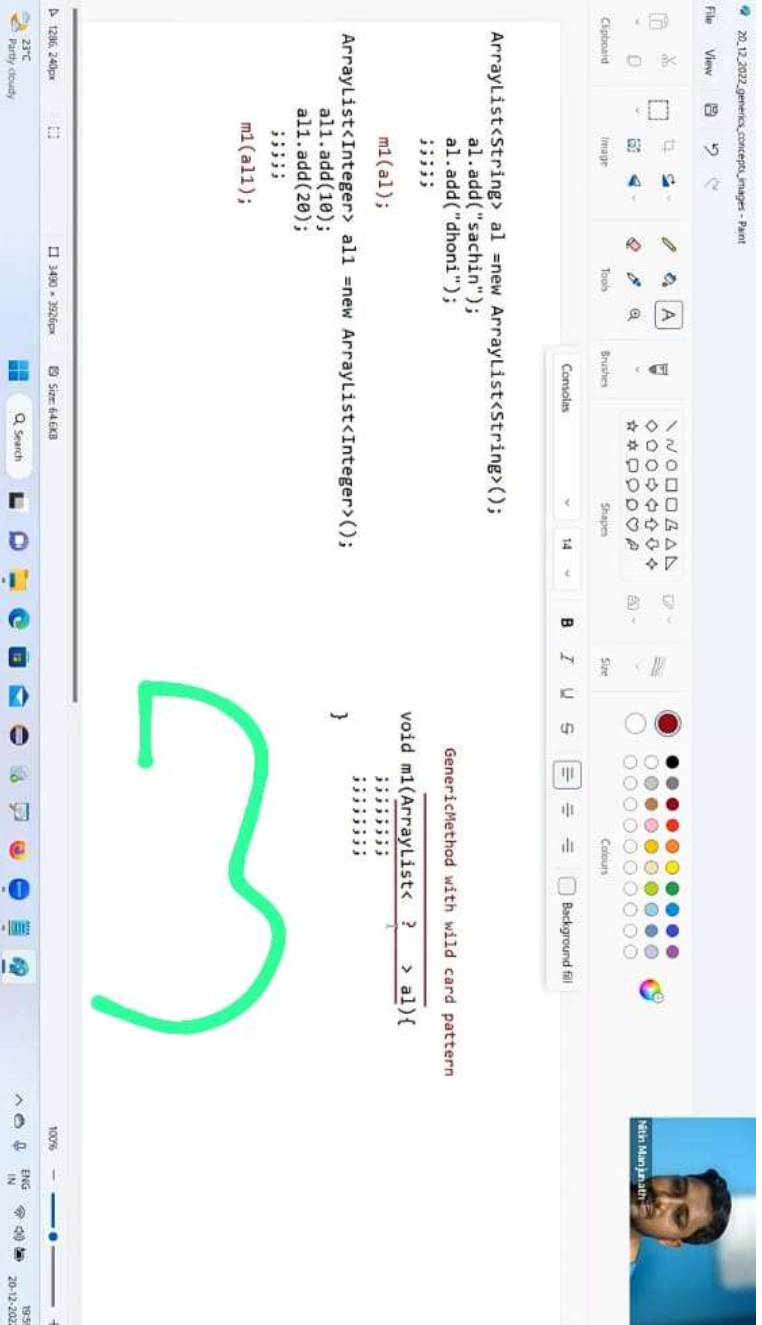 20_12_2022_generics_concepts_images - Paint
File View
Clipboard
Image
Tools
Brushes
Shapes
Size
Colours
Consolas 14 B I U S Background fill
Nitin Manjunath
ArrayList<String> al =new ArrayList<String>();
al.add("sachin");
al.add("dhoni");
;;;;;
m1(al);
ArrayList<Integer> al1 =new ArrayList<Integer>();
al1.add(10);
al1.add(20);
;;;;;
m1(al1);
GenericMethod with wild card pattern
void m1(ArrayList< ? > al){
;;;;;;;;;
;;;;;;;;;
}
3
1286, 240px
3490 × 3926px
Size: 64.6KB
100%
23°C
Partly cloudy
Search
ENG
IN
20-12-2022